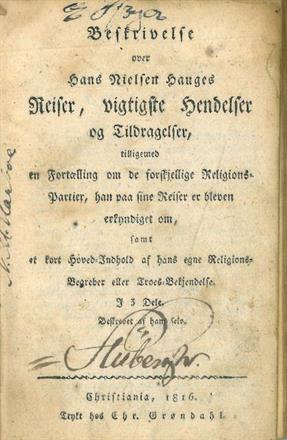 Beskrivelse
over
Hans Nielsen Hauges
Reiser, vigtigste Hendelser
og Tildragelser,
tilligemed
en Fortælling om de forskjellige Religions-
Partier, han paa sine Reiser er bleven
erkyndiget om,
samt
et kort Hoved-Indhold af hans egne Religions-
Begreber eller Troes-Bekjendelse.
I 3 Dele.
Beskrevet af ham selv.
Christiania, 1816.
Trykt hos Chr. Grøndahl.